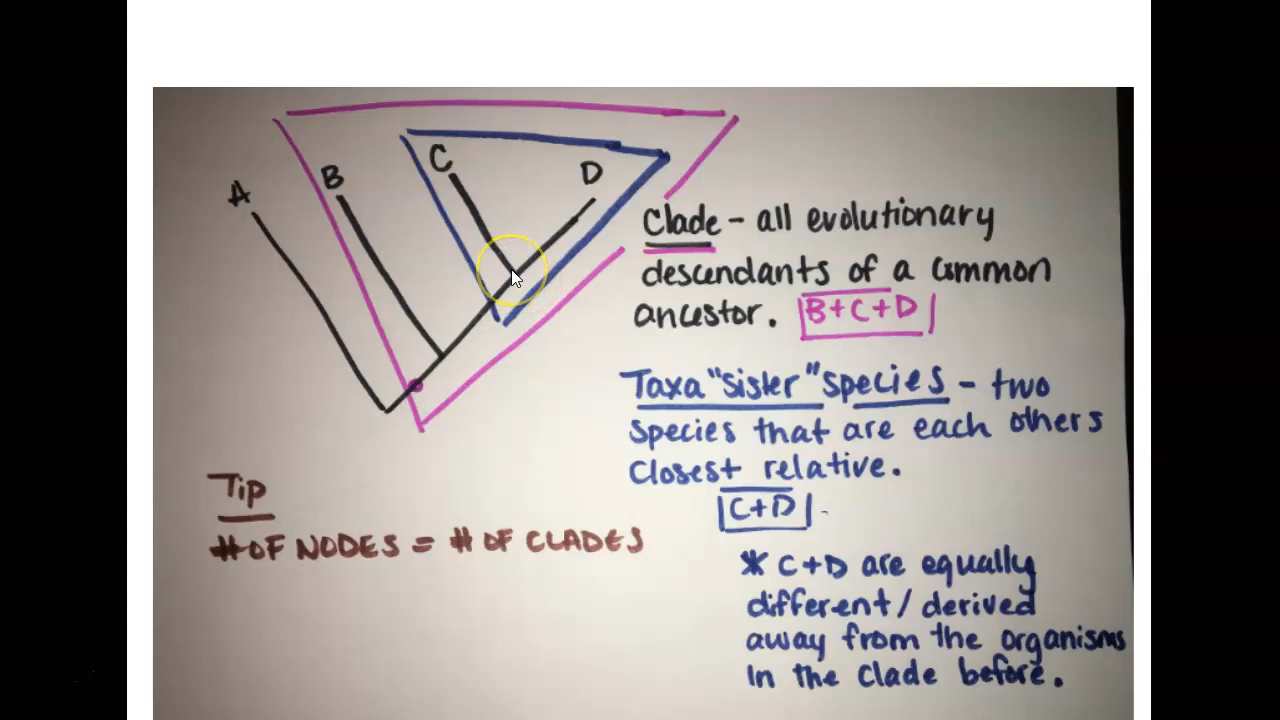 A
B
C
D
Clade - all evolutionary
descendants of a common
ancestor. B+C+D
Taxa "sister" species - two
species that are each others
closest relative.
C+D
* C+D are equally
different/derived
away from the organisms
in the clade before.
Tip
# OF NODES = # OF CLADES